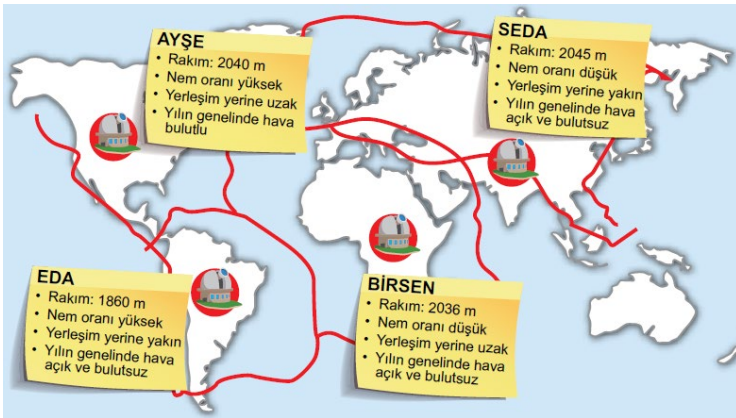 AYŞE
• Rakım: 2040 m
• Nem oranı yüksek
• Yerleşim yerine uzak
• Yılın genelinde hava
bulutlu
SEDA
• Rakım: 2045 m
• Nem oranı düşük
• Yerleşim yerine yakın
• Yılın genelinde hava
açık ve bulutsuz
EDA
• Rakım: 1860 m
• Nem oranı yüksek
• Yerleşim yerine yakın
• Yılın genelinde hava
açık ve bulutsuz
BİRSEN
• Rakım: 2036 m
• Nem oranı düşük
• Yerleşim yerine uzak
• Yılın genelinde hava
açık ve bulutsuz